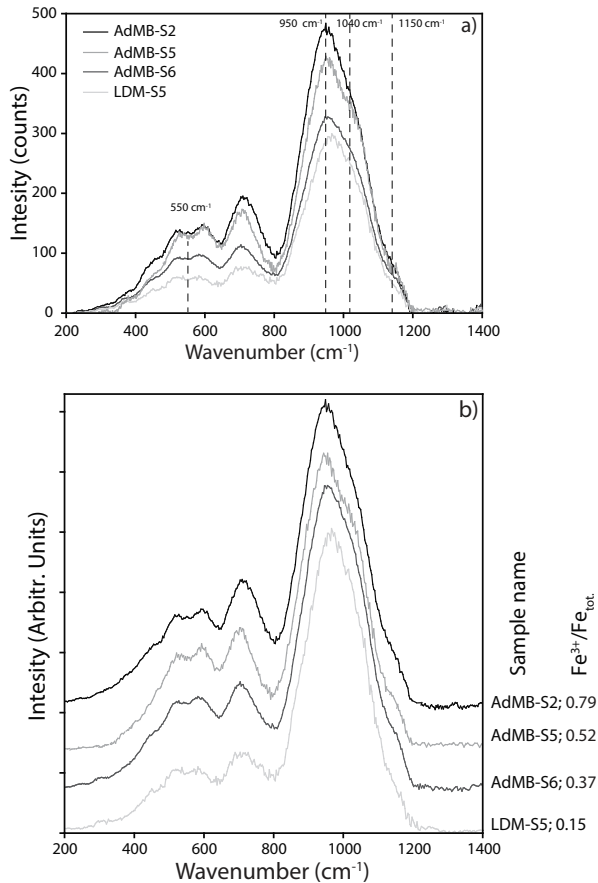 500
400
300
200
100
0
Intesity (counts)
AdMB-S2
AdMB-S5
AdMB-S6
LDM-S5
550 cm-1
950 cm-1
1040 cm-1
1150 cm-1
a)
200 400 600 800 1000 1200 1400
Wavenumber (cm-1)
b)
Intesity (Arbitr. Units)
Sample name
Fe3+/Fetot.
AdMB-S2; 0.79
AdMB-S5; 0.52
AdMB-S6; 0.37
LDM-S5; 0.15
200 400 600 800 1000 1200 1400
Wavenumber (cm-1)